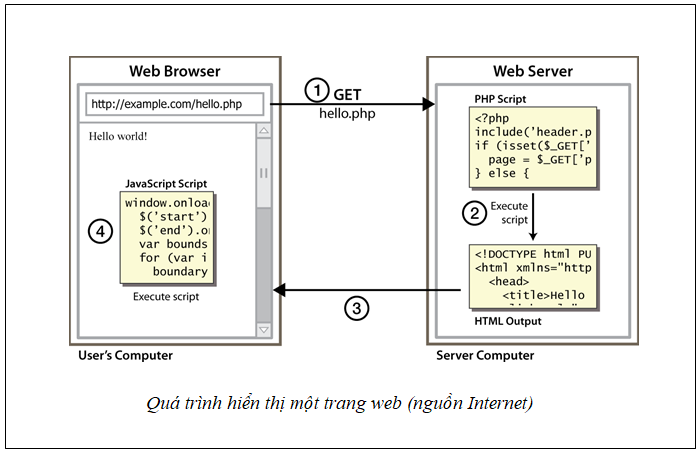 Web Browser
http://example.com/hello.php
Hello world!
JavaScript Script
window.onloa
$('start')
$('end').o
var bounds
for (var i
boundary
4
Execute script
User's Computer
1 GET
hello.php
3
Web Server
PHP Script
<?php
include('header.p
if (isset($_GET['
page = $_GET['p
} else {
2 Execute
script
<!DOCTYPE html PU
<html xmlns="http
<head>
<title>Hello
HTML Output
Server Computer
Quá trình hiển thị một trang web (nguồn Internet)